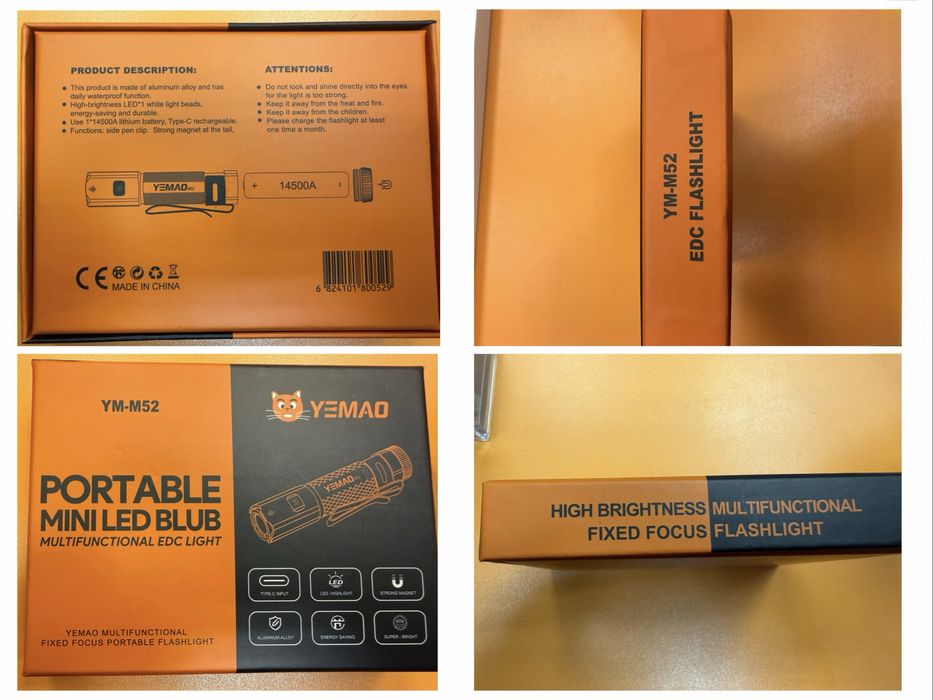 PRODUCT DESCRIPTION:
● This product is made of aluminum alloy and has
daily waterproof function.
● High-brightness LED*1 white light beads,
energy-saving and durable.
● Use 1*14500A lithium battery, Type-C rechargeable.
● Functions: side pen clip. Strong magnet at the tail,
ATTENTIONS:
● Do not look and shine directly into the eyes
for the light is too strong.
● Keep it away from the heat and fire.
● Keep it away from the children.
● Please charge the flashlight at least
one time a month.
YEMAO M52
+ 14500A -
CE
MADE IN CHINA
6 824101 800529
YM-M52
EDC FLASHLIGHT
YM-M52
PORTABLE
MINI LED BLUB
MULTIFUNCTIONAL EDC LIGHT
YEMAO MULTIFUNCTIONAL
FIXED FOCUS PORTABLE FLASHLIGHT
YEMAO
YEMAO
TYPE-C INPUT
LED
LED HIGHLIGHT
STRONG MAGNET
ALUMINUM ALLOY
ENERGY SAVING
SUPER - BRIGHT
HIGH BRIGHTNESS MULTIFUNCTIONAL
FIXED FOCUS FLASHLIGHT